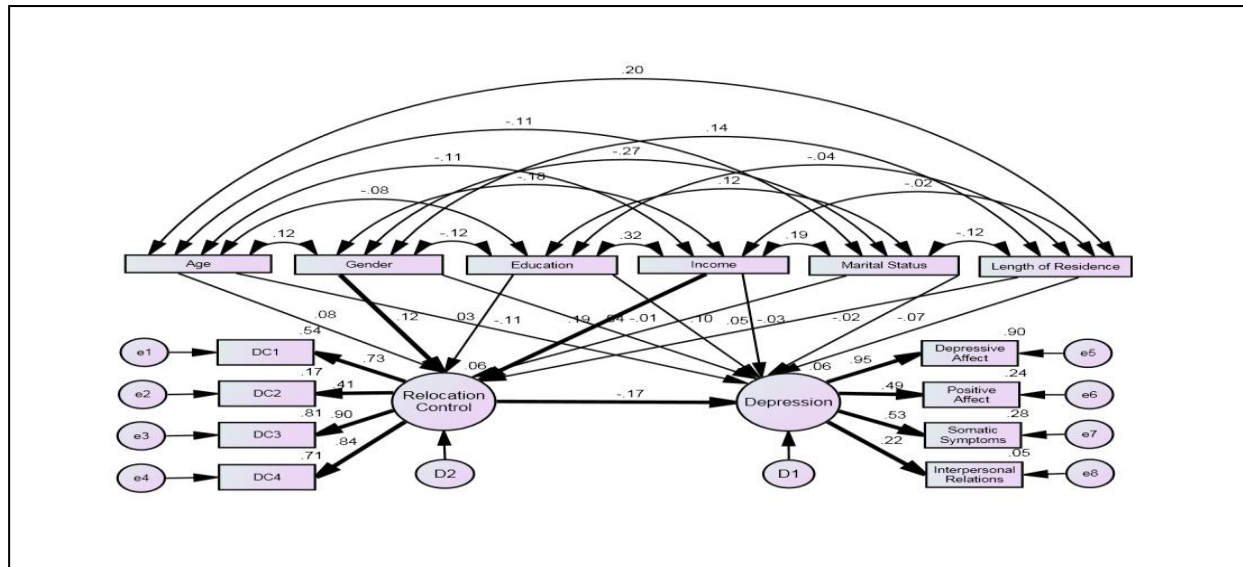 .20
-.11
.14
-.11
-.27
-.04
-.18
.12
-.02
-.08
.12
-.12
.32
.19
-.12
Age
Gender
Education
Income
Marital Status
Length of Residence
.08
.12
.03
-.11
.19
-.01
.10
.05
-.03
-.02
-.07
e1
DC1
.54
.73
e2
DC2
.17
.41
e3
DC3
.81
.90
e4
DC4
.71
.84
.06
Relocation
Control
D2
-.17
.06
Depression
D1
.95
.90
Depressive
Affect
e5
.49
.24
Positive
Affect
e6
.53
.28
Somatic
Symptoms
e7
.22
.05
Interpersonal
Relations
e8